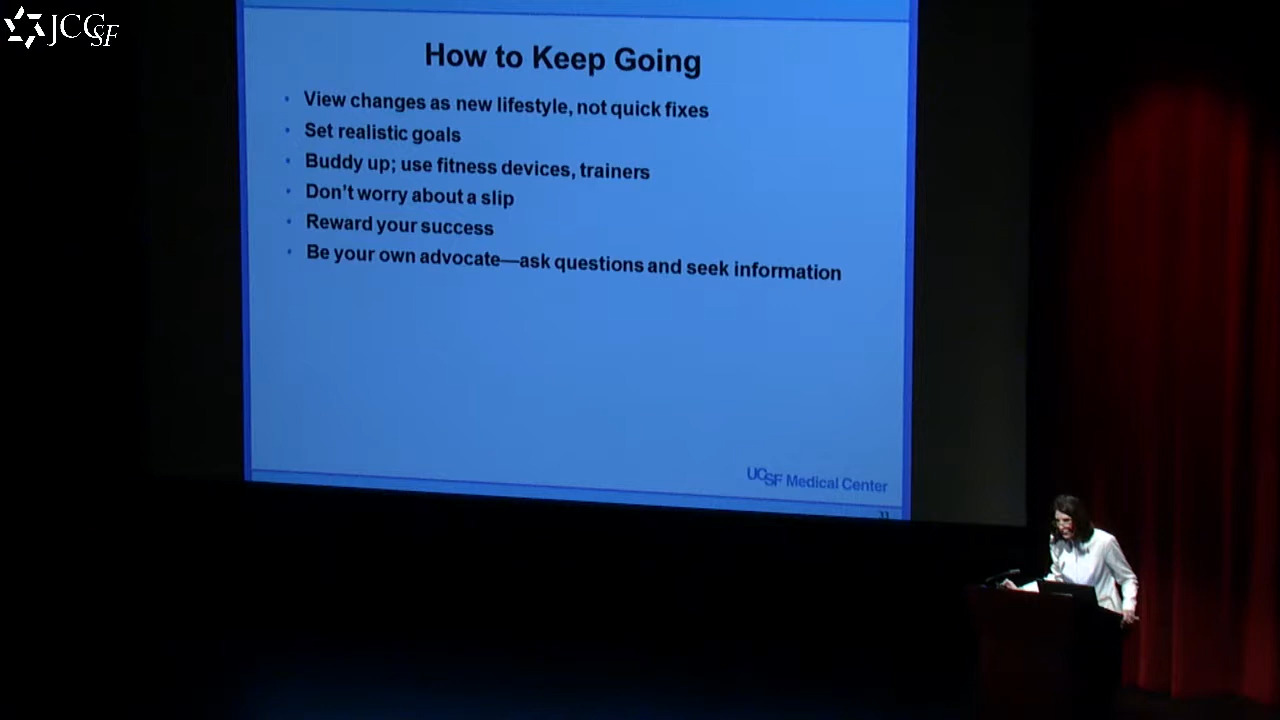 JCCSF
How to Keep Going
View changes as new lifestyle, not quick fixes
Set realistic goals
Buddy up; use fitness devices, trainers
Don't worry about a slip
Reward your success
Be your own advocate—ask questions and seek information
UCSF Medical Center